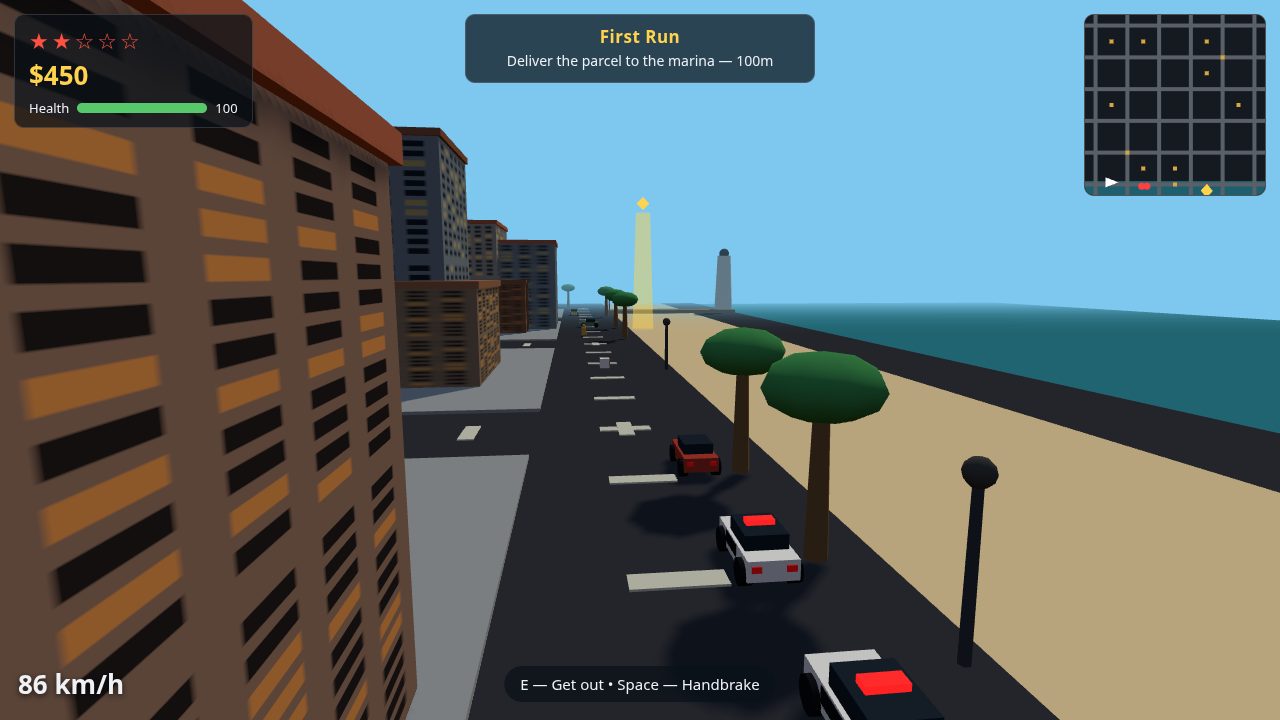 ★★☆☆☆
$450
Health 100
First Run
Deliver the parcel to the marina — 100m
86 km/h
E — Get out • Space — Handbrake